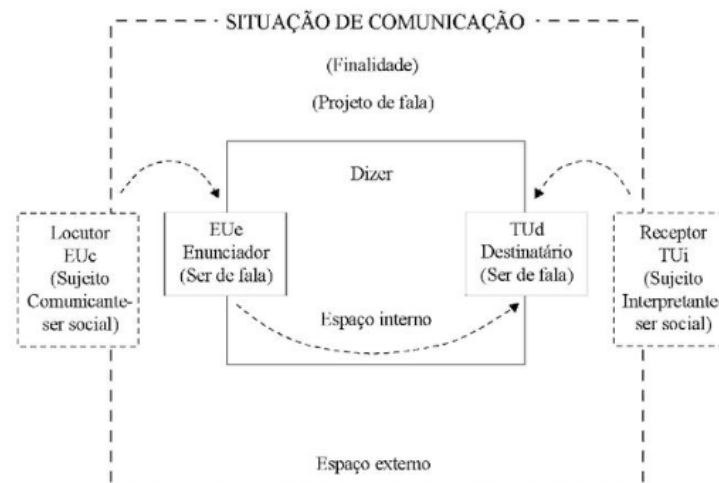 SITUAÇÃO DE COMUNICAÇÃO
(Finalidade)
(Projeto de fala)
Dizer
Locutor
EUc
(Sujeito
Comunicante-
ser social)
EUe
Enunciador
(Ser de fala)
TUd
Destinatário
(Ser de fala)
Receptor
TUi
(Sujeito
Interpretante-
ser social)
Espaço interno
Espaço externo